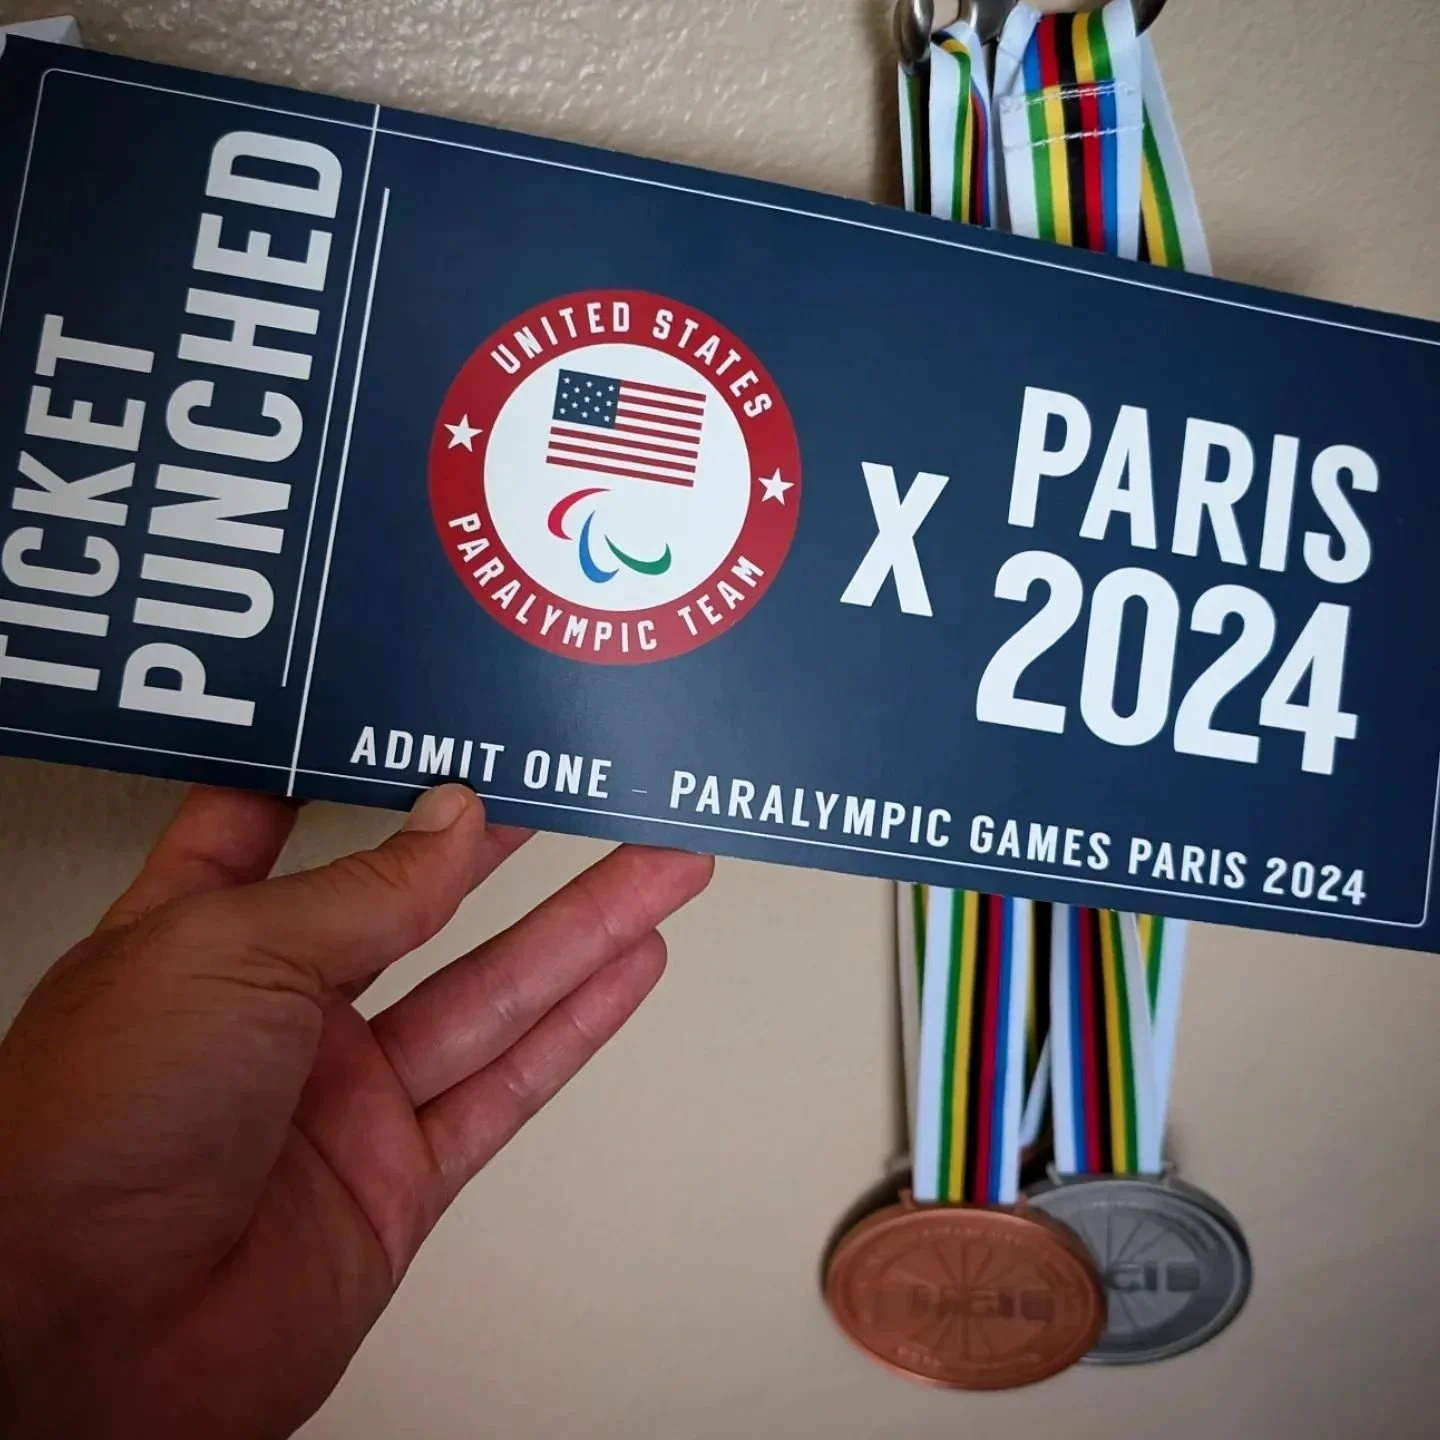 TICKET
PUNCHED
UNITED STATES
PARALYMPIC TEAM
X
PARIS
2024
ADMIT ONE – PARALYMPIC GAMES PARIS 2024